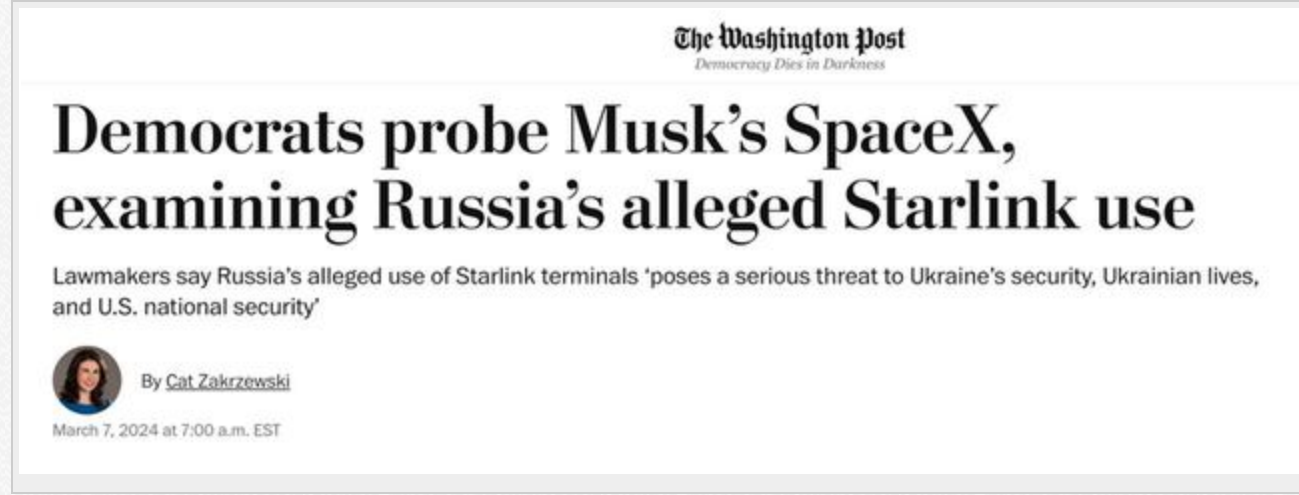 The Washington Post
Democracy Dies in Darkness
Democrats probe Musk’s SpaceX,
examining Russia’s alleged Starlink use
Lawmakers say Russia’s alleged use of Starlink terminals ‘poses a serious threat to Ukraine’s security, Ukrainian lives,
and U.S. national security’
By Cat Zakrzewski
March 7, 2024 at 7:00 a.m. EST